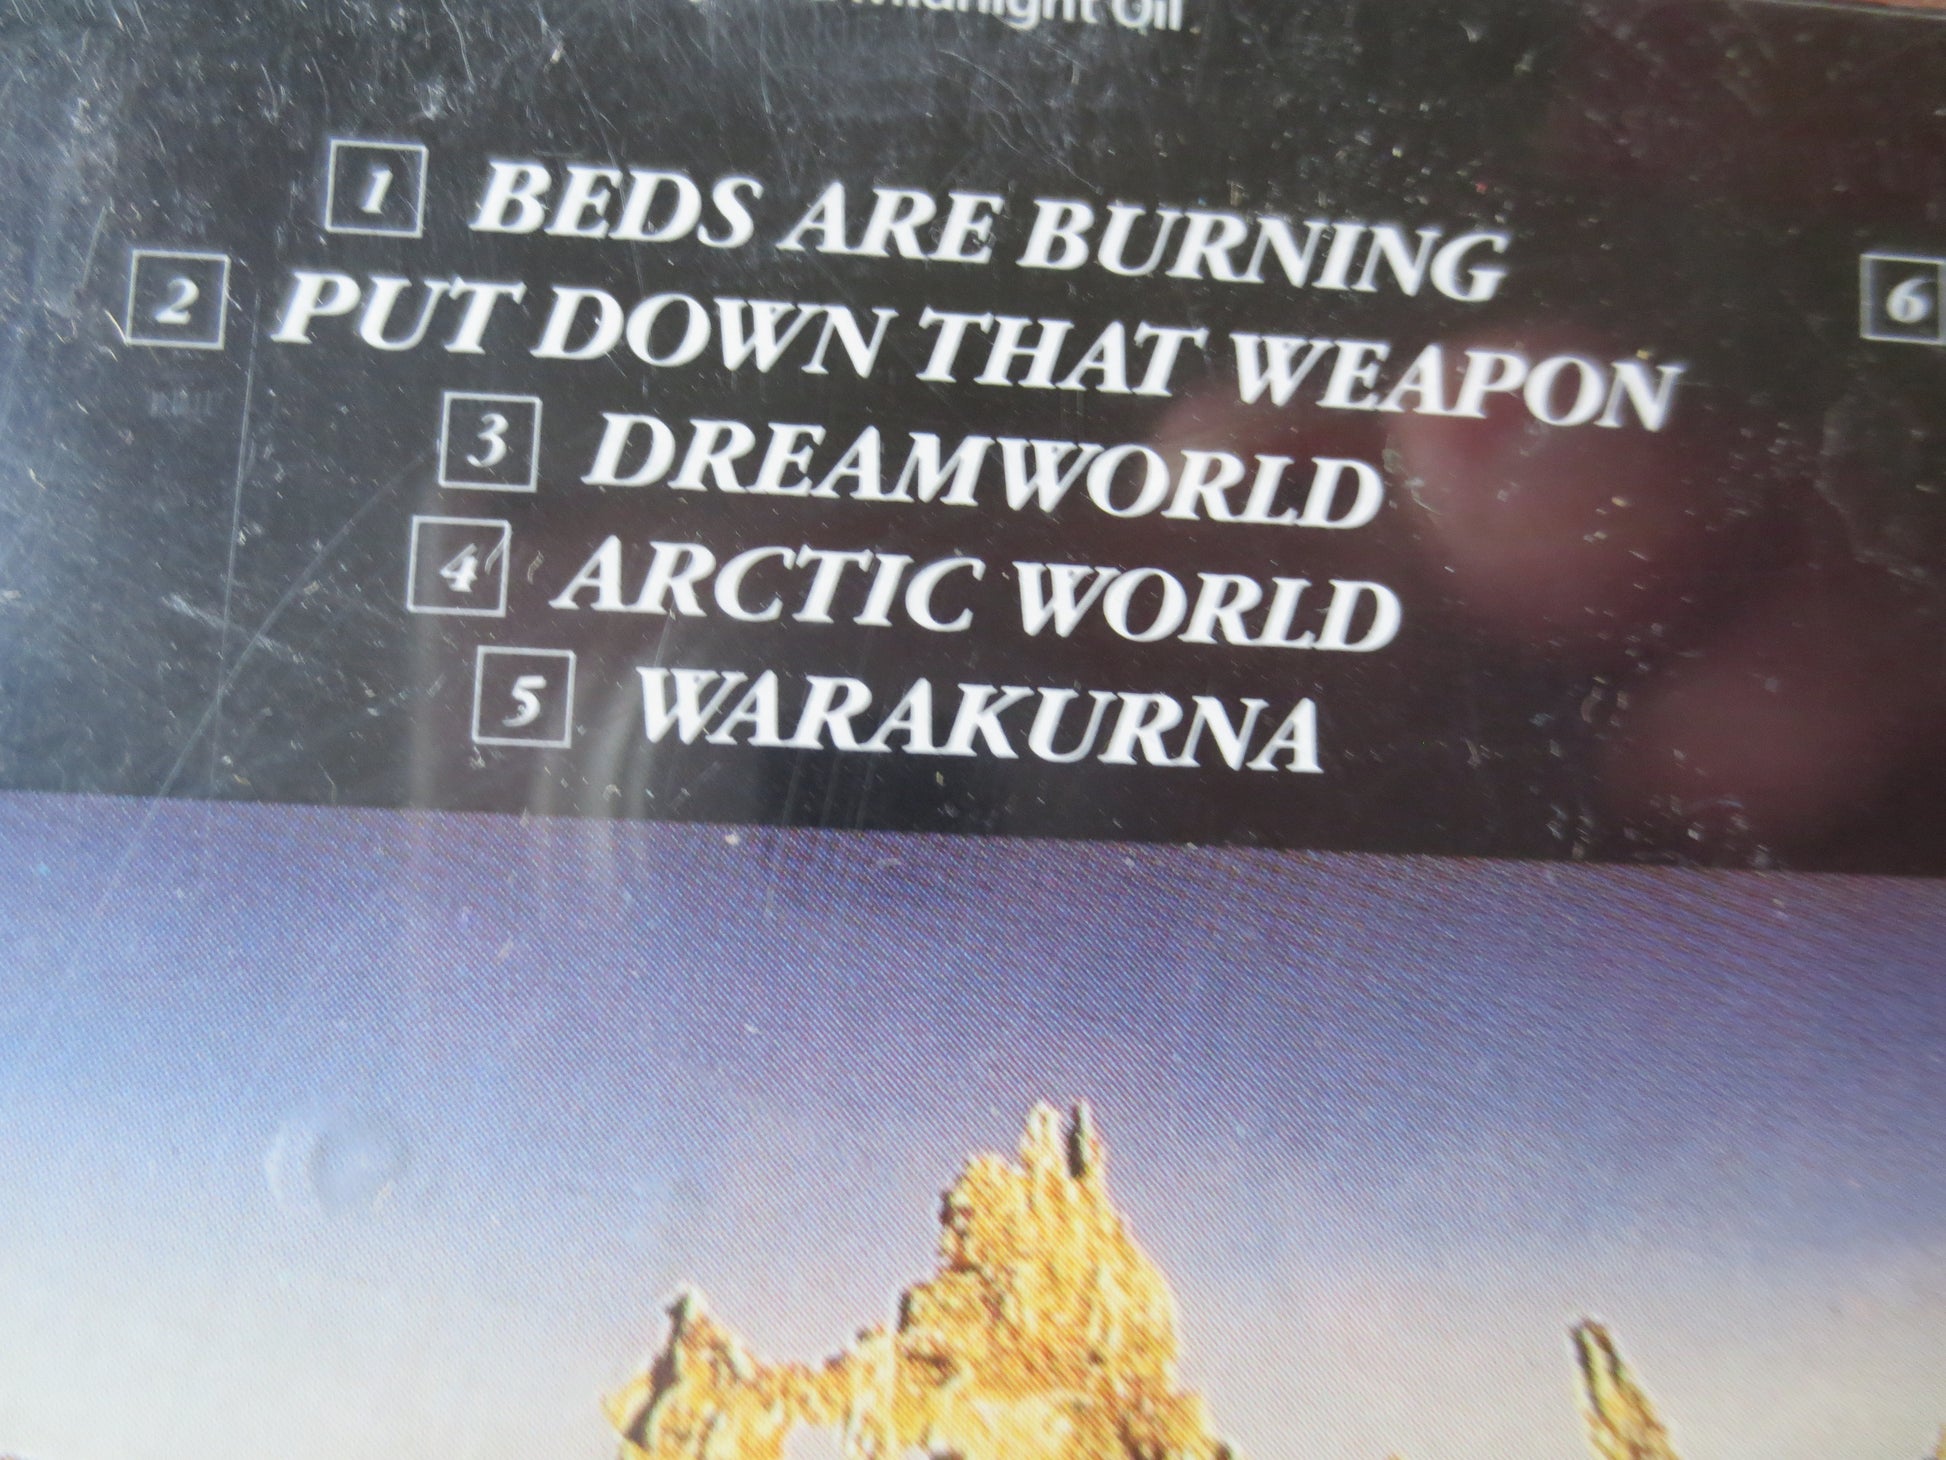 Midnight Oil
1 BEDS ARE BURNING
2 PUT DOWN THAT WEAPON
3 DREAMWORLD
4 ARCTIC WORLD
5 WARAKURNA
6